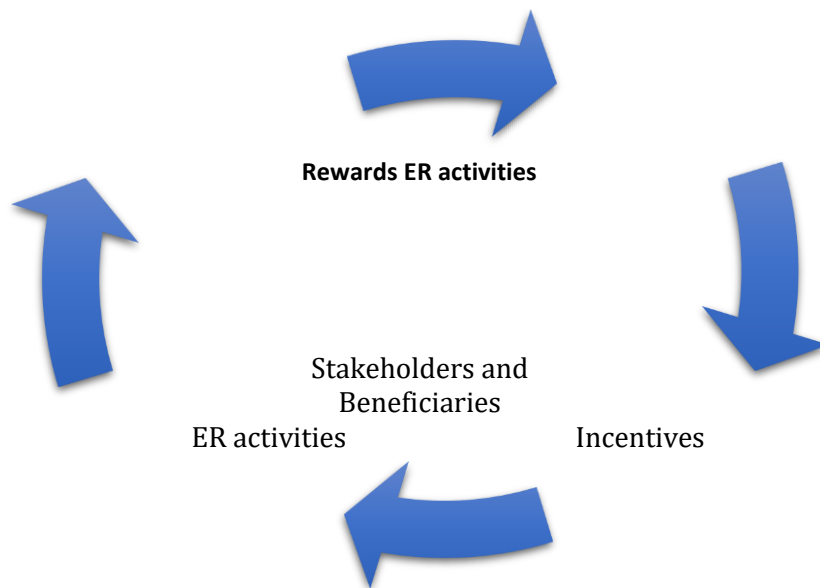 Rewards ER activities
Stakeholders and
Beneficiaries
ER activities
Incentives